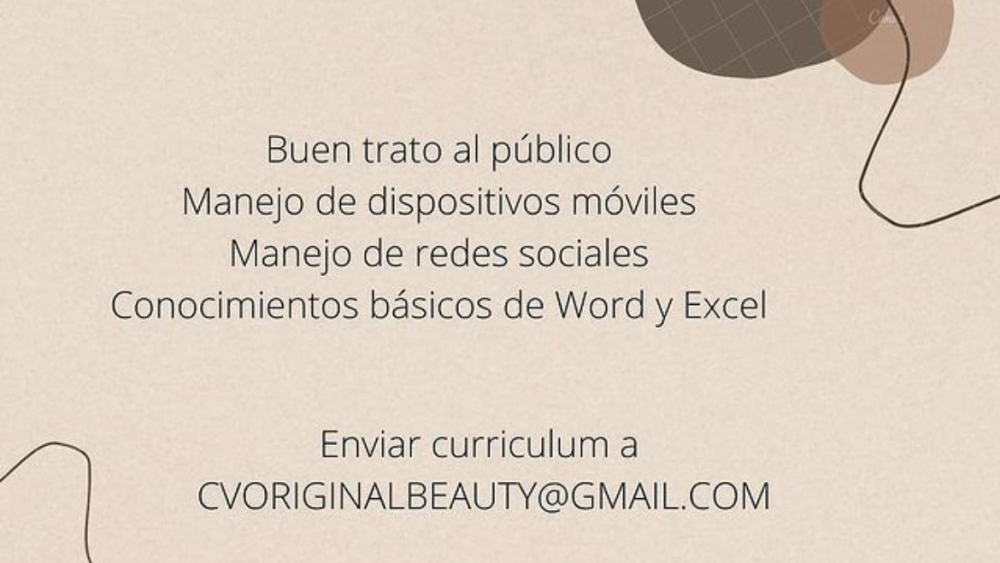 Buen trato al público
Manejo de dispositivos móviles
Manejo de redes sociales
Conocimientos básicos de Word y Excel
Enviar curriculum a
CVORIGINALBEAUTY@GMAIL.COM